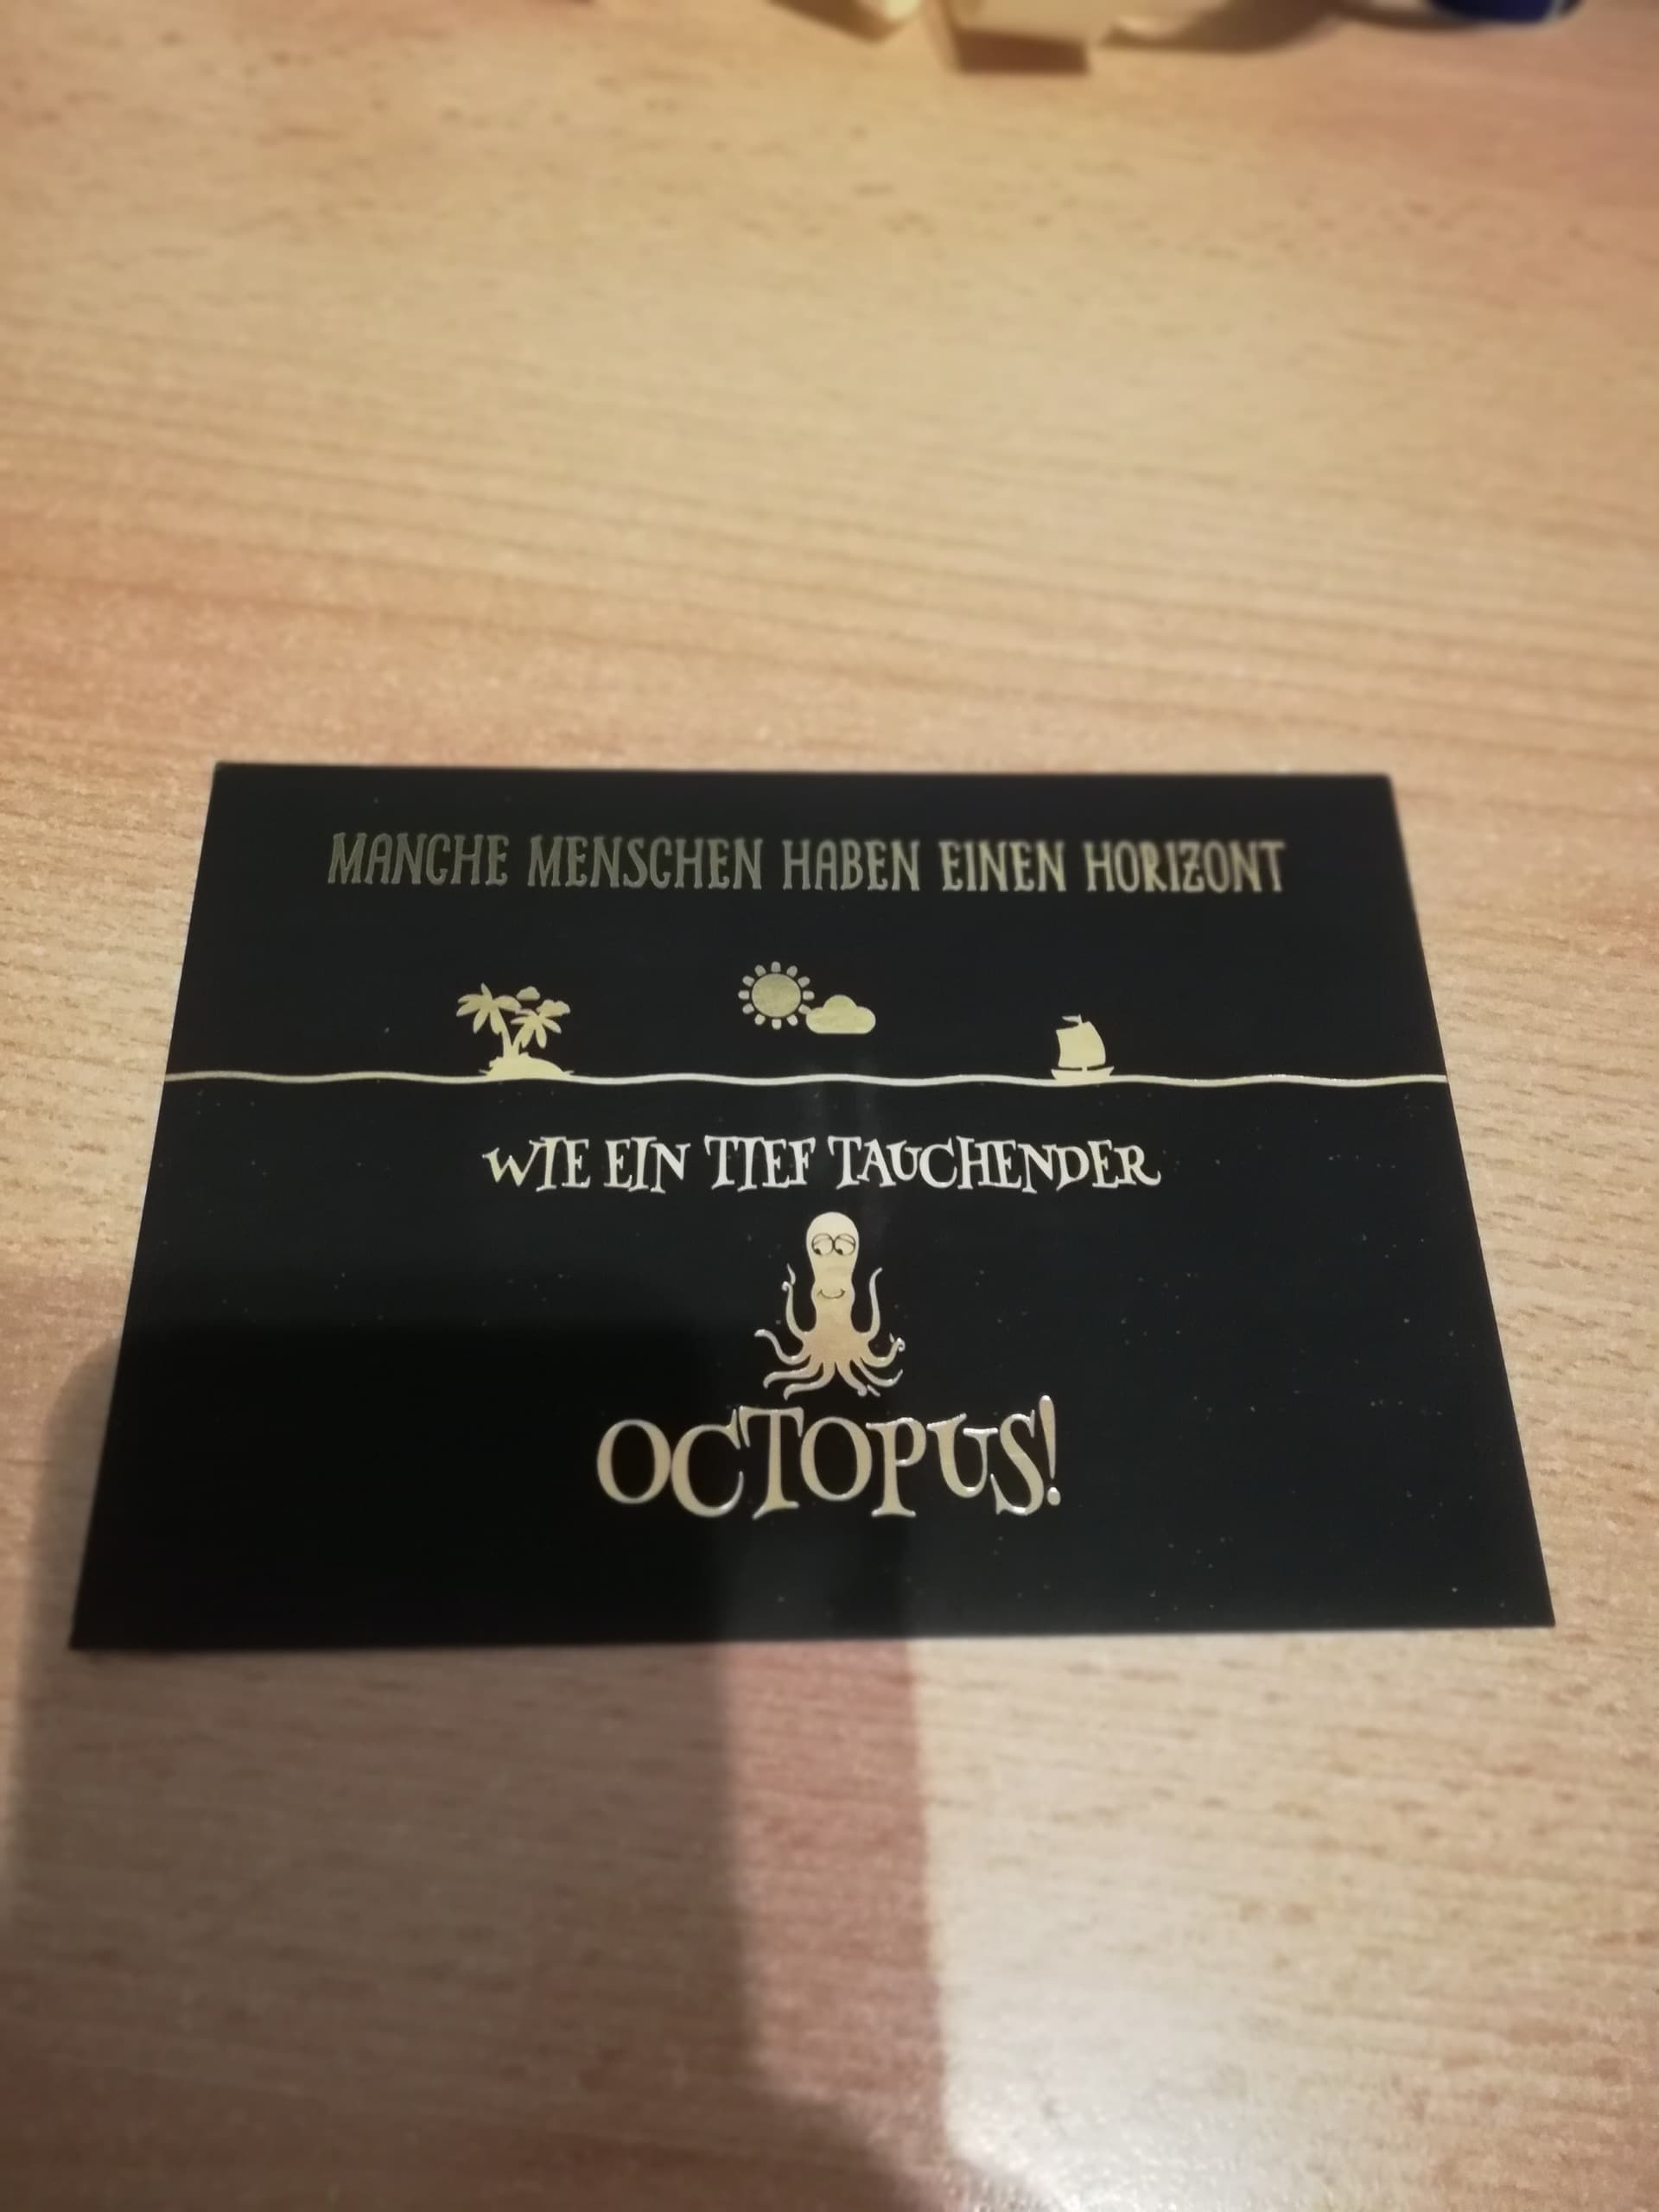 MANCHE MENSCHEN HABEN EINEN HORIZONT
WIE EIN TIEF TAUCHENDER
OCTOPUS!